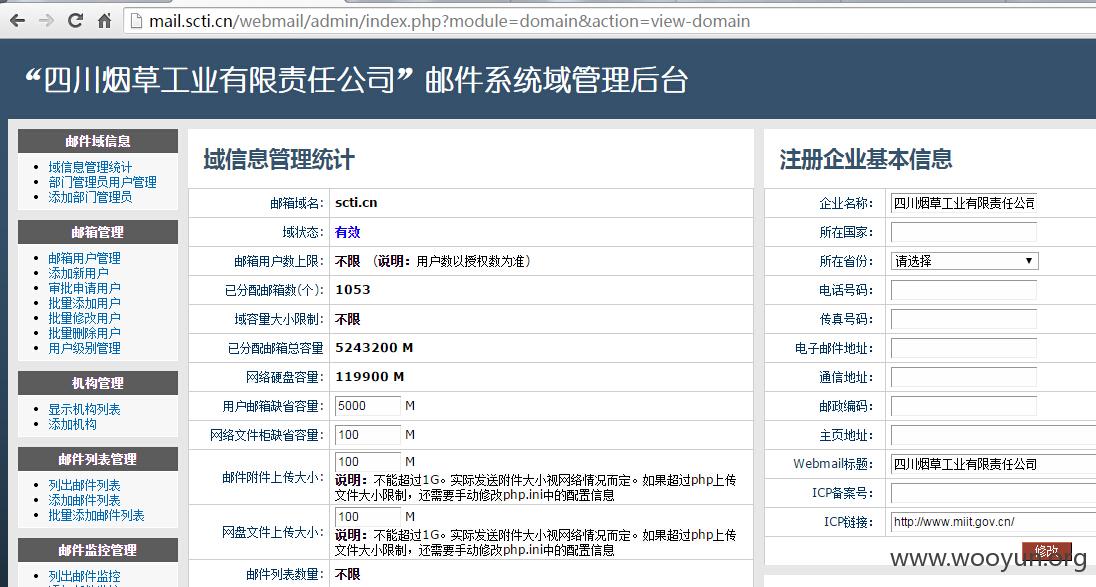 mail.scti.cn/webmail/admin/index.php?module=domain&action=view-domain
“四川烟草工业有限责任公司”邮件系统域管理后台
邮件域信息
域信息管理统计
部门管理员用户管理
添加部门管理员
邮箱管理
邮箱用户管理
添加新用户
审批申请用户
批量添加用户
批量修改用户
批量删除用户
用户级别管理
机构管理
显示机构列表
添加机构
邮件列表管理
列出邮件列表
添加邮件列表
批量添加邮件列表
邮件监控管理
列出邮件监控
域信息管理统计
邮箱域名: scti.cn
域状态: 有效
邮箱用户数上限: 不限 (说明: 用户数以授权数为准)
已分配邮箱数(个): 1053
域容量大小限制: 不限
已分配邮箱总容量 5243200 M
网络硬盘容量: 119900 M
用户邮箱缺省容量: 5000 M
网络文件柜缺省容量: 100 M
邮件附件上传大小: 100 M
说明: 不能超过1G。实际发送附件大小视网络情况而定。如果超过php上传
文件大小限制，还需要手动修改php.ini中的配置信息
网盘文件上传大小: 100 M
说明: 不能超过1G。实际发送附件大小视网络情况而定。如果超过php上传
文件大小限制，还需要手动修改php.ini中的配置信息
邮件列表数量: 不限
注册企业基本信息
企业名称: 四川烟草工业有限责任公司
所在国家:
所在省份: 请选择
电话号码:
传真号码:
电子邮件地址:
通信地址:
邮政编码:
主页地址:
Webmail标题: 四川烟草工业有限责任公司
ICP备案号:
ICP链接: http://www.miit.gov.cn/
修改
www.wooyun.org